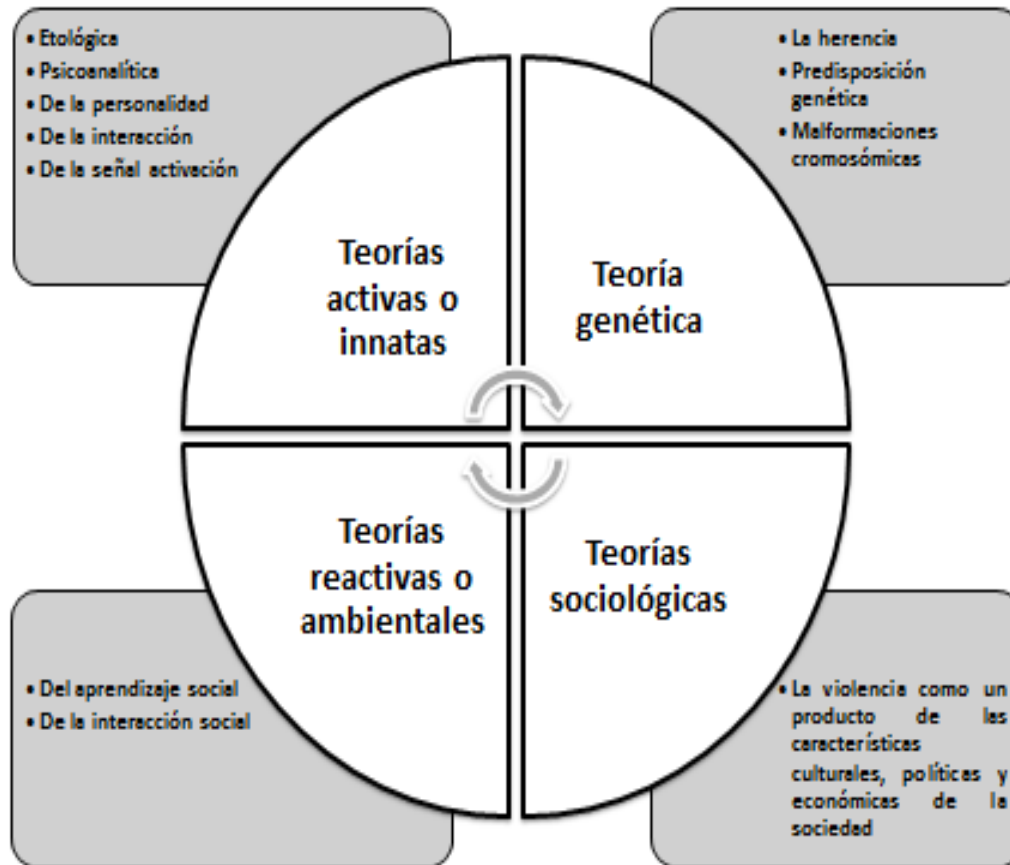 • Etológica
• Psicoanalítica
• De la personalidad
• De la interacción
• De la señal activación
• La herencia
• Predisposición
genética
• Malformaciones
cromosómicas
Teorías
activas o
innatas
Teoría
genética
Teorías
reactivas o
ambientales
Teorías
sociológicas
• Del aprendizaje social
• De la interacción social
• La violencia como un
producto de las
características
culturales, políticas y
económicas de la
sociedad